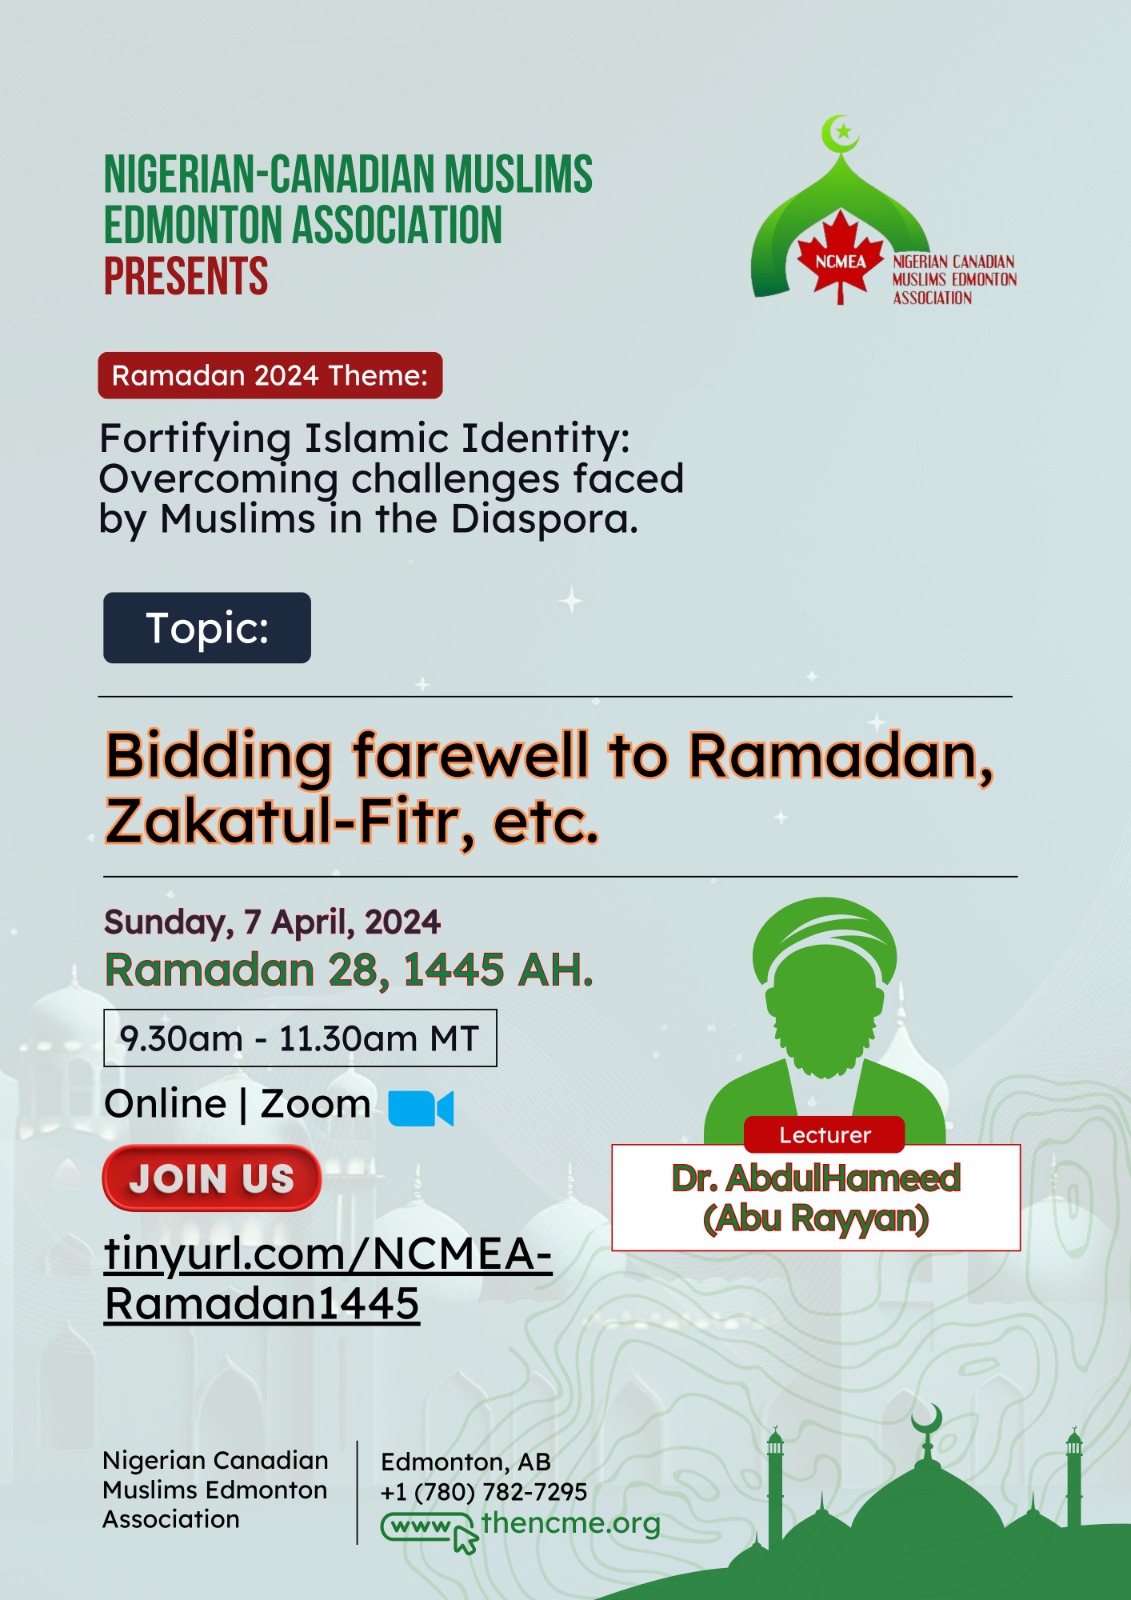 NIGERIAN-CANADIAN MUSLIMS
EDMONTON ASSOCIATION
PRESENTS
NCMEA
NIGERIAN CANADIAN
MUSLIMS EDMONTON
ASSOCIATION
Ramadan 2024 Theme:
Fortifying Islamic Identity:
Overcoming challenges faced
by Muslims in the Diaspora.
Topic:
Bidding farewell to Ramadan,
Zakatul-Fitr, etc.
Sunday, 7 April, 2024
Ramadan 28, 1445 AH.
9.30am - 11.30am MT
Online | Zoom
JOIN US
tinyurl.com/NCMEA-
Ramadan1445
Lecturer
Dr. AbdulHameed
(Abu Rayyan)
Nigerian Canadian
Muslims Edmonton
Association
Edmonton, AB
+1 (780) 782-7295
www
thencme.org